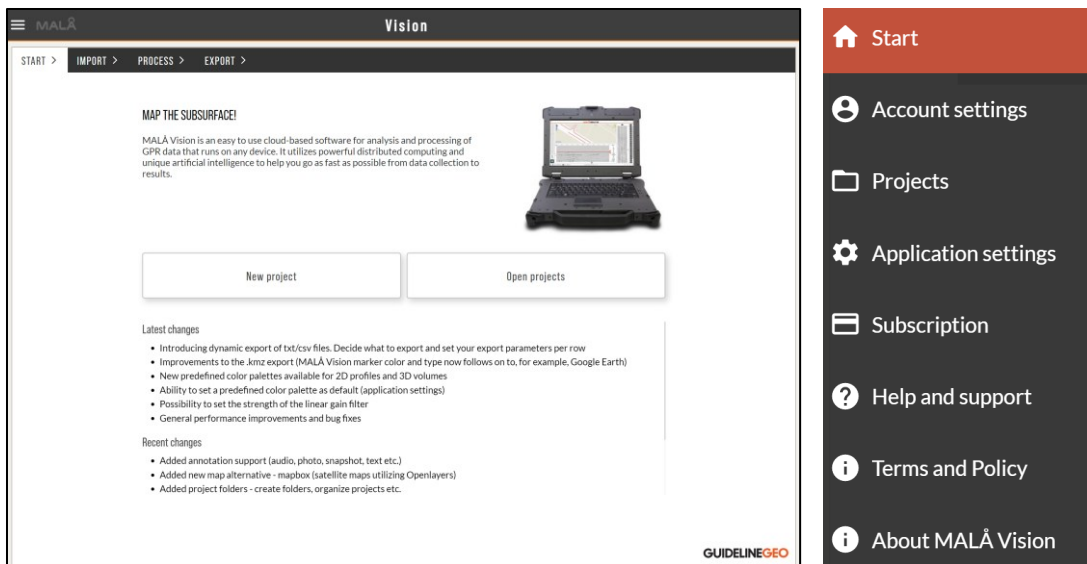 MALÅ
Vision
START >
IMPORT >
PROCESS >
EXPORT >
MAP THE SUBSURFACE!
MALÅ Vision is an easy to use cloud-based software for analysis and processing of
GPR data that runs on any device. It utilizes powerful distributed computing and
unique artificial intelligence to help you go as fast as possible from data collection to
results.
New project
Open projects
Latest changes
• Introducing dynamic export of txt/csv files. Decide what to export and set your export parameters per row
• Improvements to the .kmz export (MALÅ Vision marker color and type now follows on to, for example, Google Earth)
• New predefined color palettes available for 2D profiles and 3D volumes
• Ability to set a predefined color palette as default (application settings)
• Possibility to set the strength of the linear gain filter
• General performance improvements and bug fixes
Recent changes
• Added annotation support (audio, photo, snapshot, text etc.)
• Added new map alternative - mapbox (satellite maps utilizing Openlayers)
• Added project folders - create folders, organize projects etc.
GUIDELINEGEO
Start
Account settings
Projects
Application settings
Subscription
Help and support
Terms and Policy
About MALÅ Vision